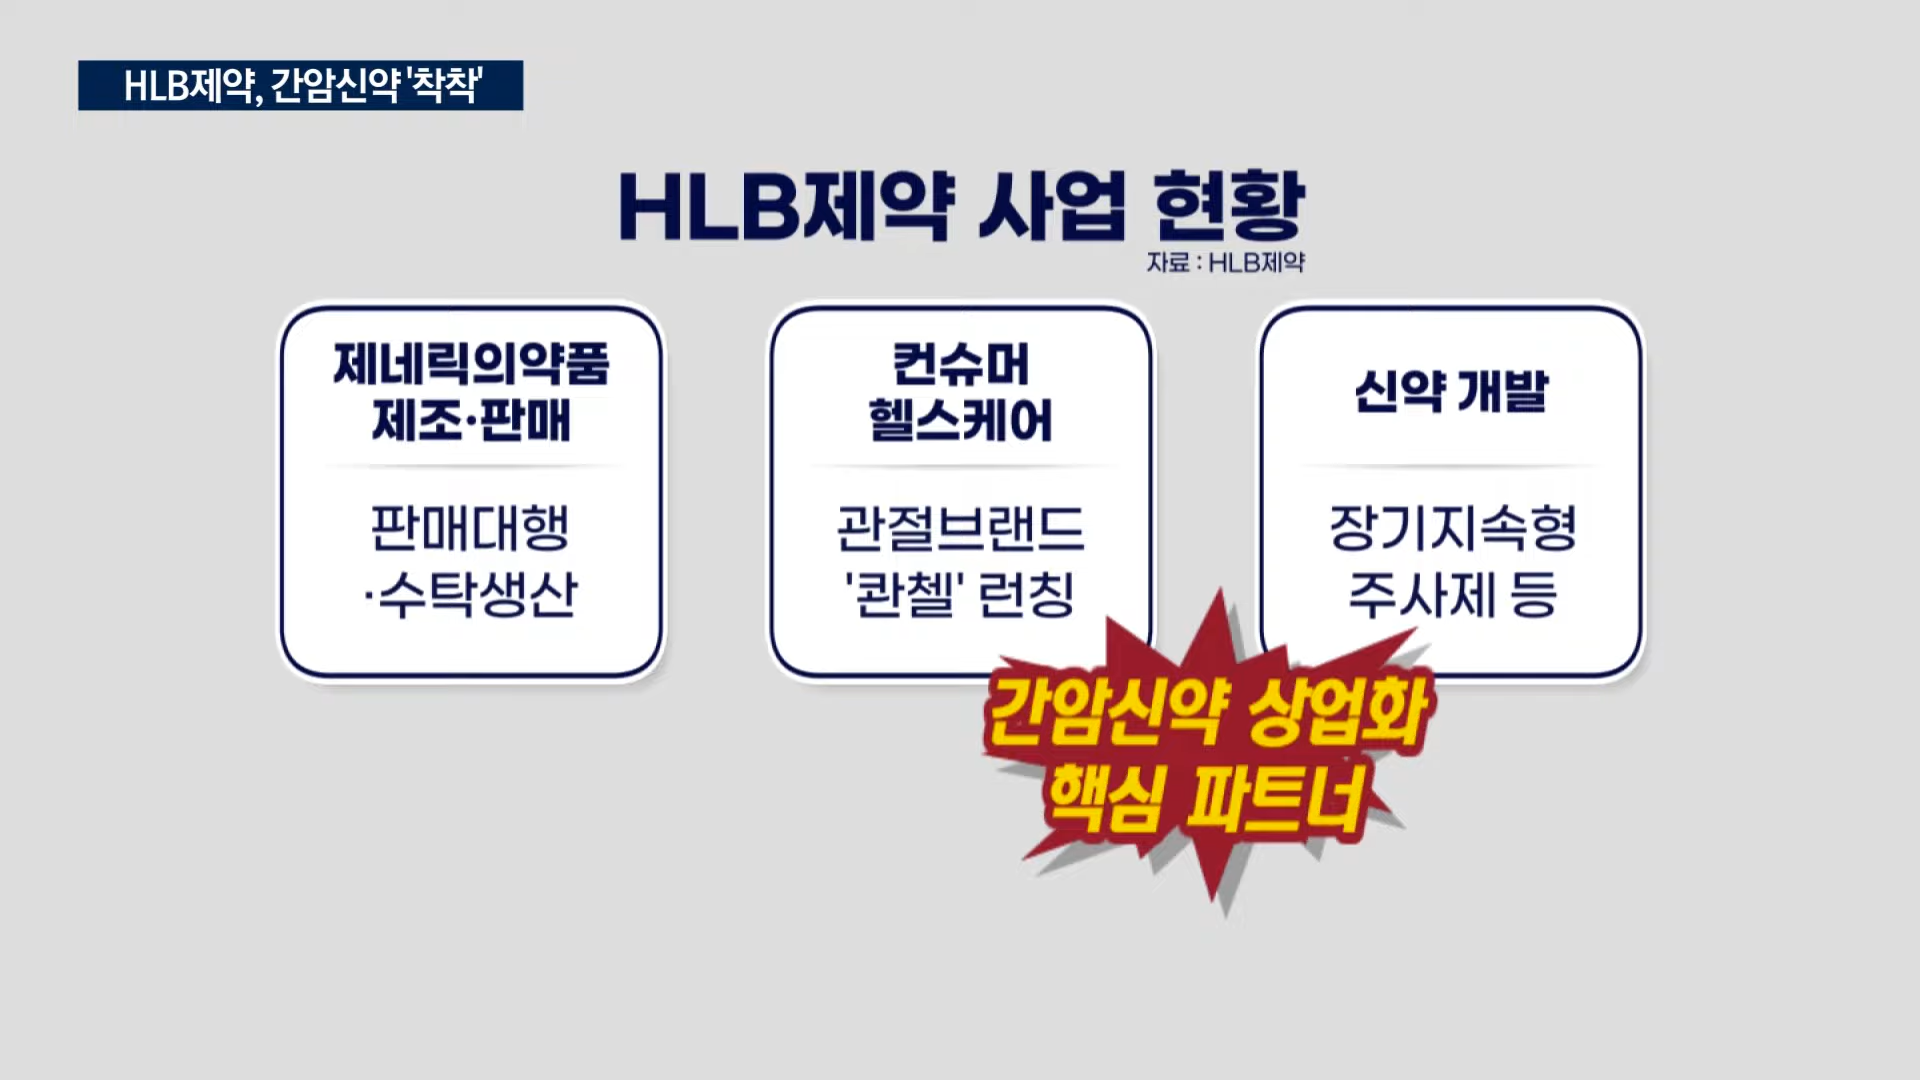 HLB제약, 간암신약 '착착'
HLB제약 사업 현황
자료 : HLB제약
제네릭의약품
제조·판매
판매대행
·수탁생산
컨슈머
헬스케어
관절브랜드
'콴첼' 런칭
신약 개발
장기지속형
주사제 등
간암신약 상업화
핵심 파트너